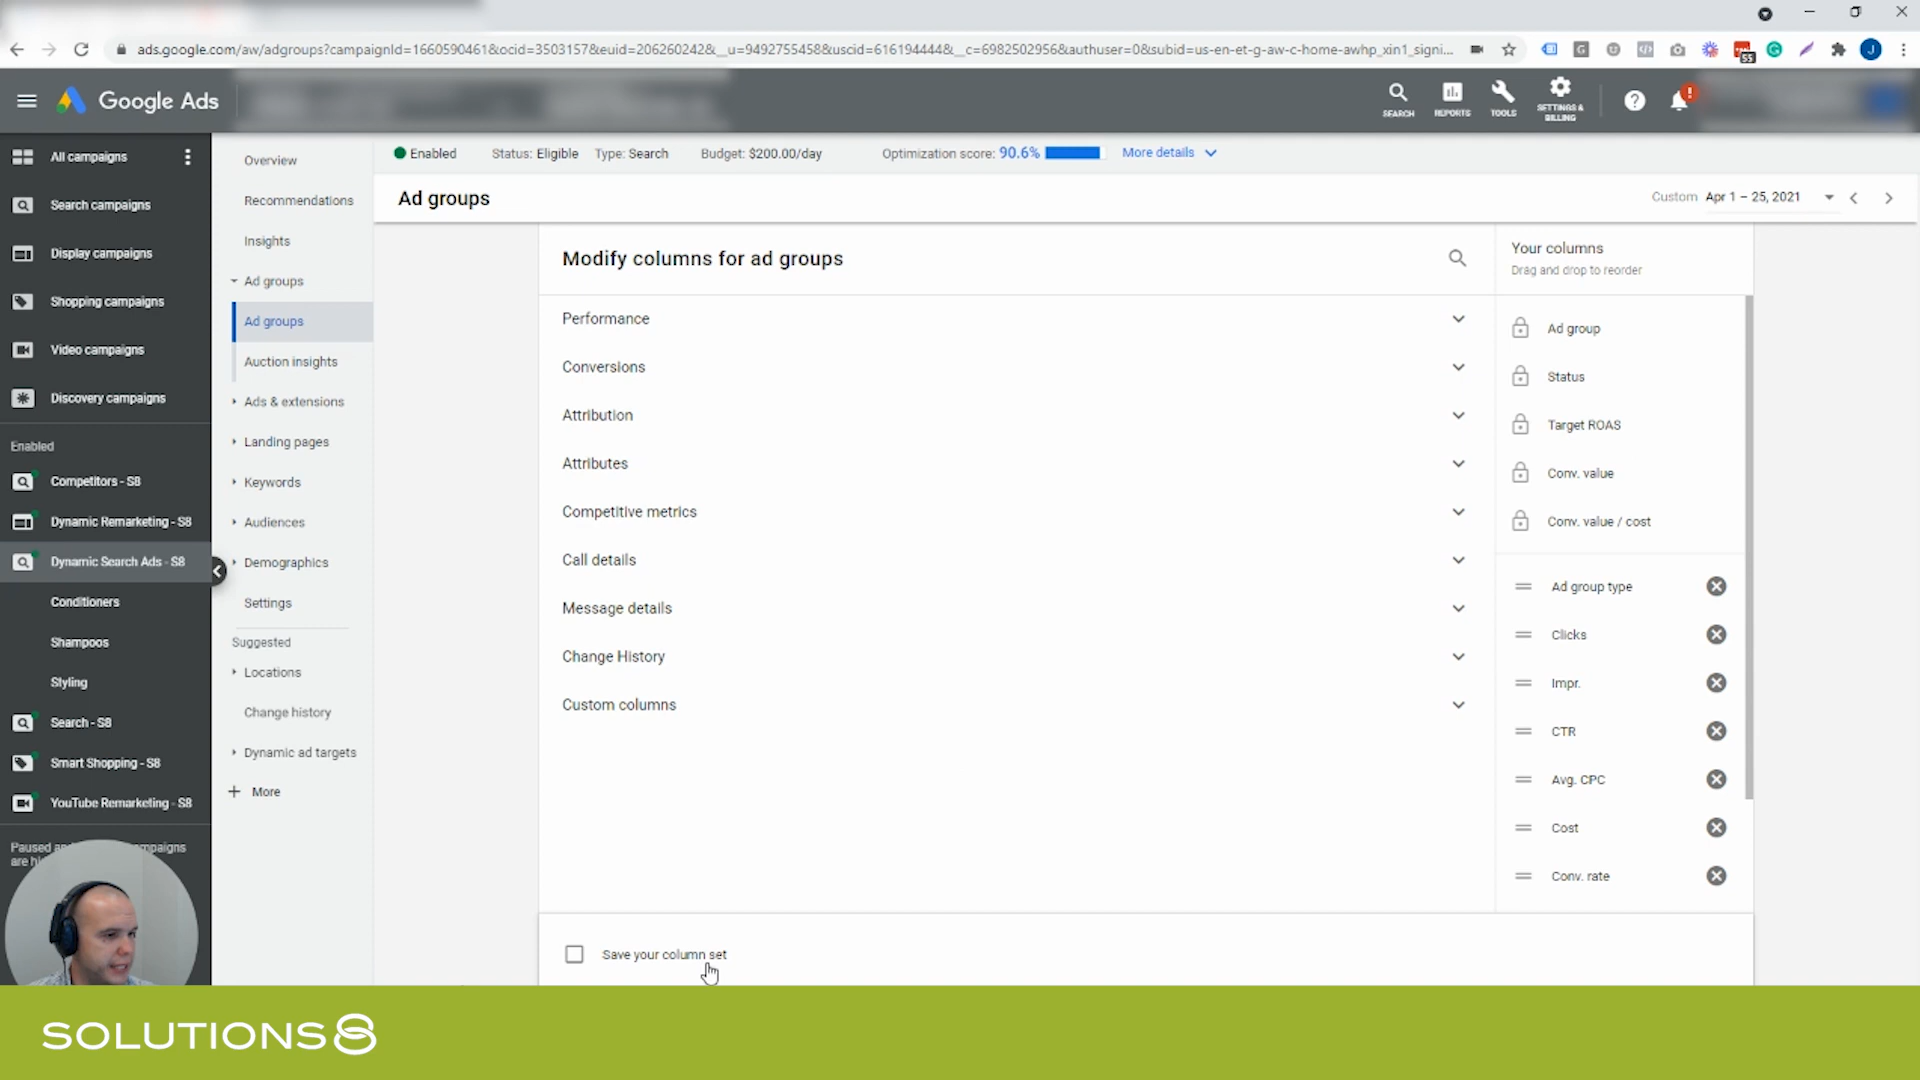 ads.google.com/aw/adgroups?campaignId=1660590461&ocid=3503157&euid=206260242&__u=9492755458&uscid=616194444&__c=6982502956&authuser=0&subid=us-en-et-g-aw-c-home-awhp_xin1_signi...
55
J
Google Ads
SEARCH
REPORTS
TOOLS
SETTINGS & BILLING
All campaigns
Search campaigns
Display campaigns
Shopping campaigns
Video campaigns
Discovery campaigns
Enabled
Competitors - S8
Dynamic Remarketing - S8
Dynamic Search Ads - S8
Conditioners
Shampoos
Styling
Search - S8
Smart Shopping - S8
YouTube Remarketing - S8
Paused
are
Overview
Recommendations
Insights
Ad groups
Ad groups
Auction insights
Ads & extensions
Landing pages
Keywords
Audiences
Demographics
Settings
Suggested
Locations
Change history
Dynamic ad targets
More
Enabled Status: Eligible Type: Search Budget: $200.00/day Optimization score: 90.6% More details
Ad groups
Custom Apr 1 – 25, 2021
Modify columns for ad groups
Performance
Conversions
Attribution
Attributes
Competitive metrics
Call details
Message details
Change History
Custom columns
Save your column set
Your columns
Drag and drop to reorder
Ad group
Status
Target ROAS
Conv. value
Conv. value / cost
Ad group type
Clicks
Impr.
CTR
Avg. CPC
Cost
Conv. rate
SOLUTIONS8